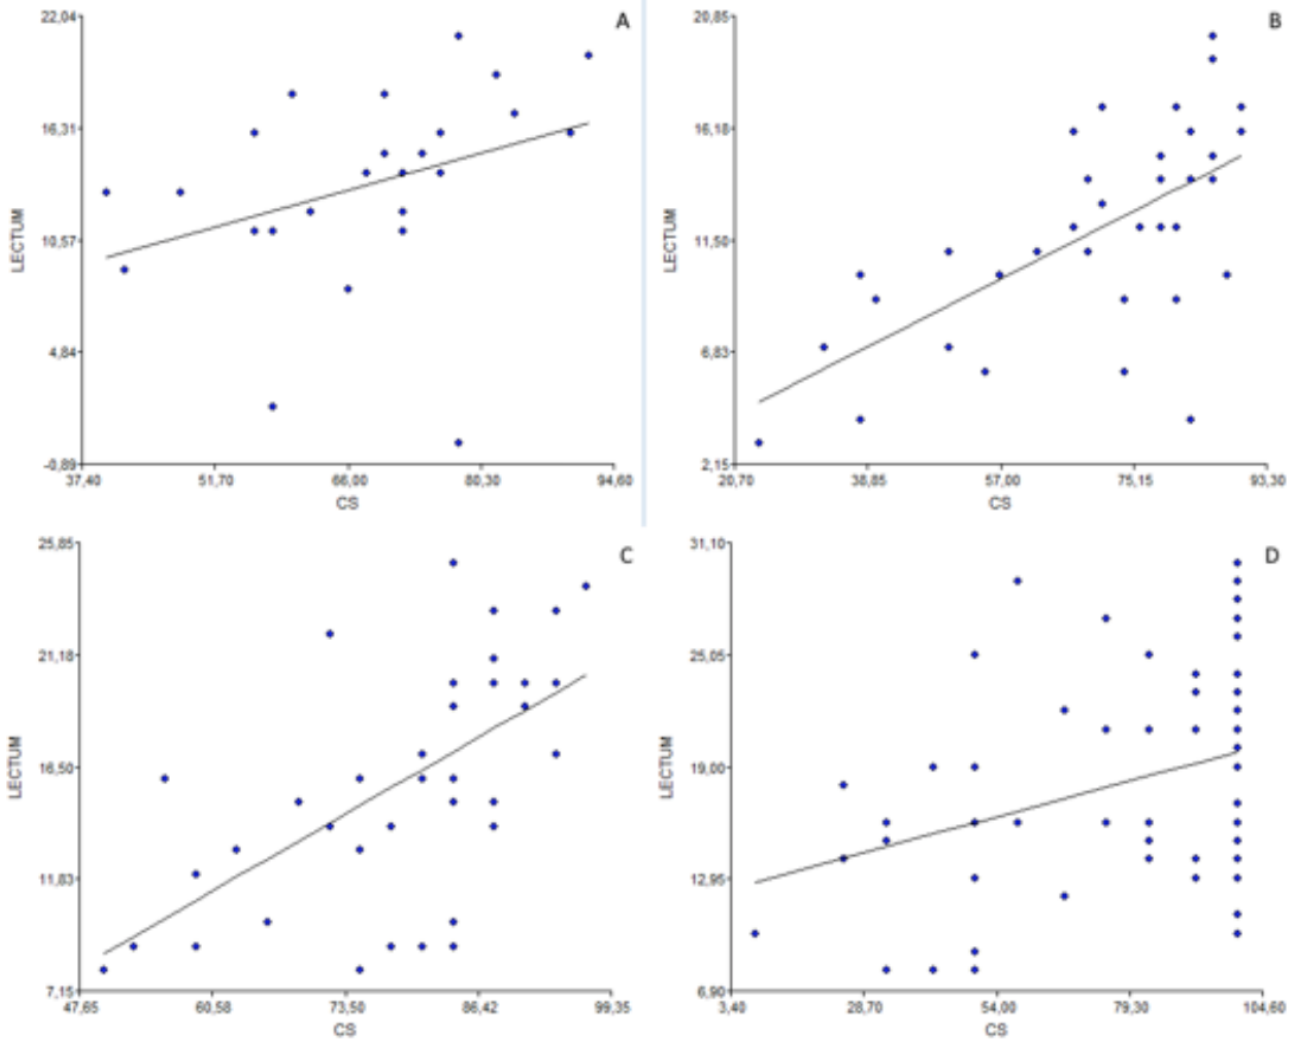 A
22,04
16,31
10,57
4,84
-0,89
LECTUM
37,40 51,70 66,00 80,30 94,60
CS
B
20,85
16,18
11,50
6,83
2,15
LECTUM
20,70 38,85 57,00 75,15 93,30
CS
C
25,85
21,18
16,50
11,83
7,15
LECTUM
47,65 60,58 73,50 86,42 99,35
CS
D
31,10
25,05
19,00
12,95
6,90
LECTUM
3,40 28,70 54,00 79,30 104,60
CS